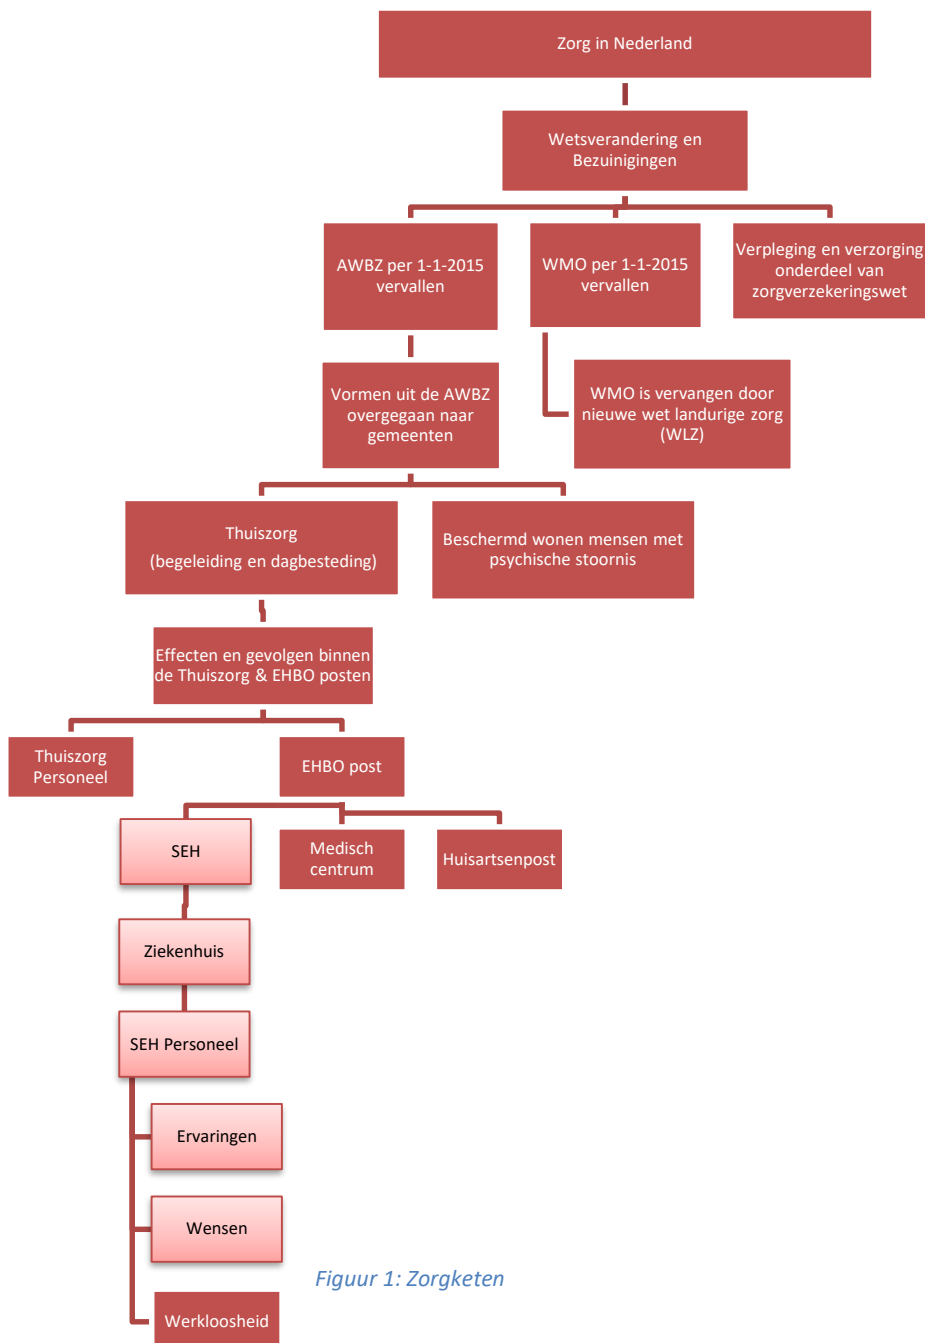 Zorg in Nederland
Wetsverandering en
Bezuinigingen
AWBZ per 1-1-2015
vervallen
WMO per 1-1-2015
vervallen
Verpleging en verzorging
onderdeel van
zorgverzekeringswet
Vormen uit de AWBZ
overgegaan naar
gemeenten
WMO is vervangen door
nieuwe wet landurige zorg
(WLZ)
Thuiszorg
(begeleiding en dagbesteding)
Beschermd wonen mensen met
psychische stoornis
Effecten en gevolgen binnen
de Thuiszorg & EHBO posten
Thuiszorg
Personeel
EHBO post
SEH
Medisch
centrum
Huisartsenpost
Ziekenhuis
SEH Personeel
Ervaringen
Wensen
Werkloosheid
Figuur 1: Zorgketen